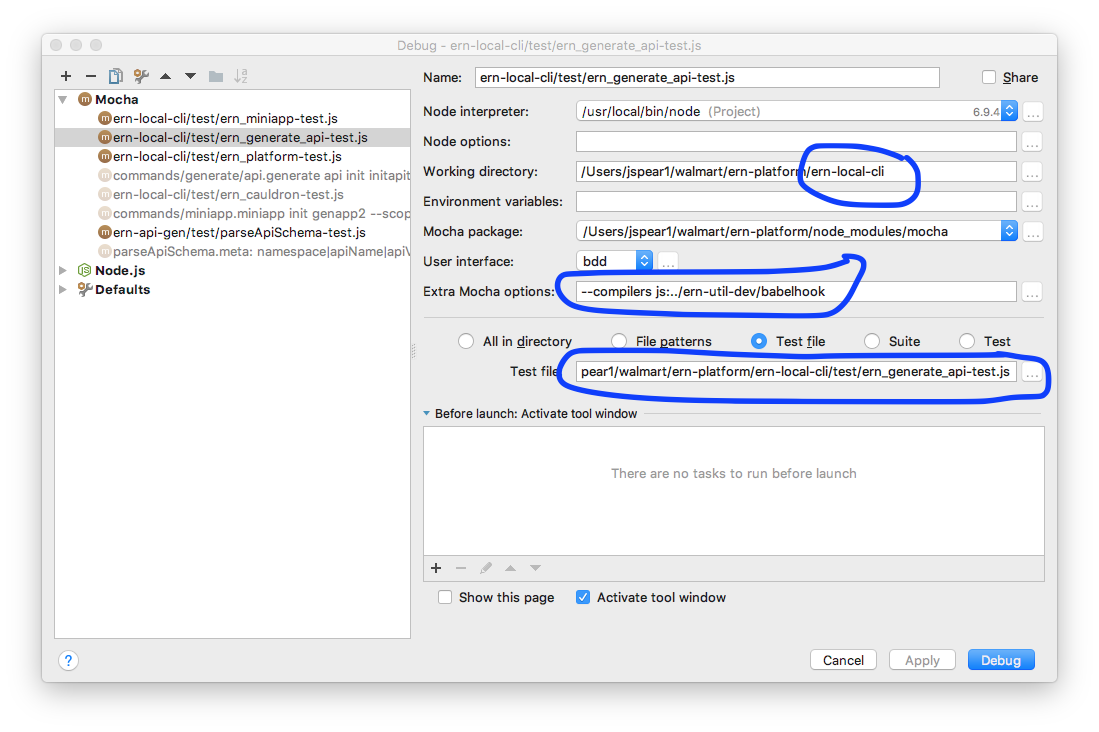 Debug - ern-local-cli/test/ern_generate_api-test.js
Mocha
ern-local-cli/test/ern_miniapp-test.js
ern-local-cli/test/ern_generate_api-test.js
ern-local-cli/test/ern_platform-test.js
commands/generate/api.generate api init initapit
ern-local-cli/test/ern_cauldron-test.js
commands/miniapp.miniapp init genapp2 --scop
ern-api-gen/test/parseApiSchema-test.js
parseApiSchema.meta: namespace|apiName|apiV
Node.js
Defaults
Name: ern-local-cli/test/ern_generate_api-test.js Share
Node interpreter: /usr/local/bin/node (Project) 6.9.4 ...
Node options: ...
Working directory: /Users/jspear1/walmart/ern-platform/ern-local-cli ...
Environment variables: ...
Mocha package: /Users/jspear1/walmart/ern-platform/node_modules/mocha ...
User interface: bdd ...
Extra Mocha options: --compilers js:../ern-util-dev/babelhook ...
All in directory File patterns Test file Suite Test
Test file pear1/walmart/ern-platform/ern-local-cli/test/ern_generate_api-test.js ...
Before launch: Activate tool window
There are no tasks to run before launch
Show this page Activate tool window
? Cancel Apply Debug